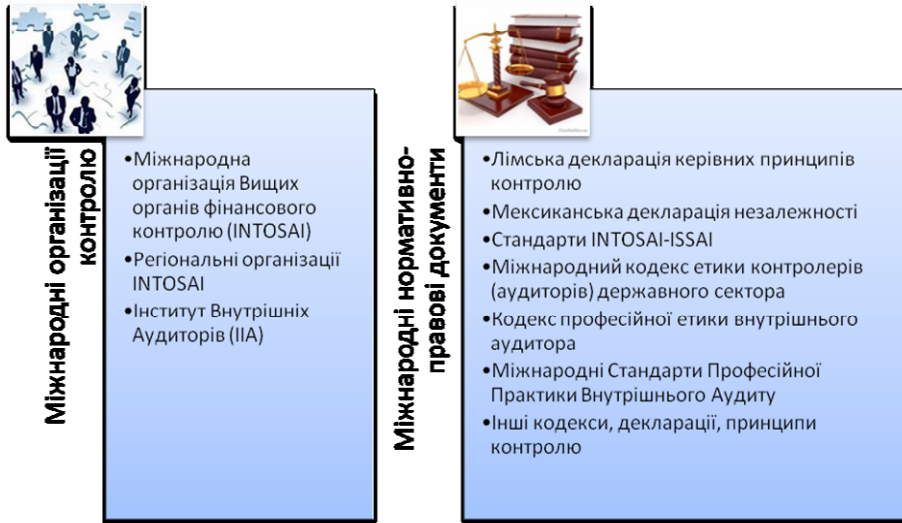 Міжнародні організації
контролю
•Міжнародна
організація Вищих
органів фінансового
контролю (INTOSAI)
•Регіональні організації
INTOSAI
•Інститут Внутрішніх
Аудиторів (IIA)
Міжнародні нормативно-
правові документи
•Лімська декларація керівних принципів
контролю
•Мексиканська декларація незалежності
•Стандарти INTOSAI-ISSAI
•Міжнародний кодекс етики контролерів
(аудиторів) державного сектора
•Кодекс професійної етики внутрішнього
аудитора
•Міжнародні Стандарти Професійної
Практики Внутрішнього Аудиту
•Інші кодекси, декларації, принципи
контролю